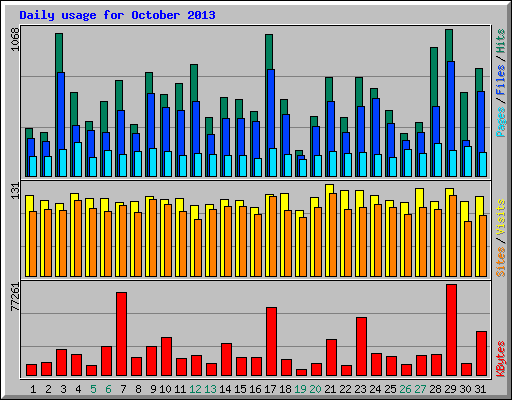 Daily usage for October 2013
1068
Pages / Files / Hits
131
Sites / Visits
77261
KBytes
1 2 3 4 5 6 7 8 9 10 11 12 13 14 15 16 17 18 19 20 21 22 23 24 25 26 27 28 29 30 31